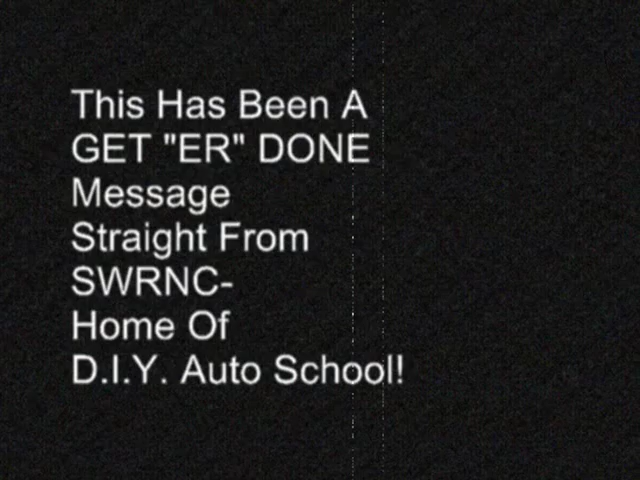 This Has Been A
GET "ER" DONE
Message
Straight From
SWRNC-
Home Of
D.I.Y. Auto School!